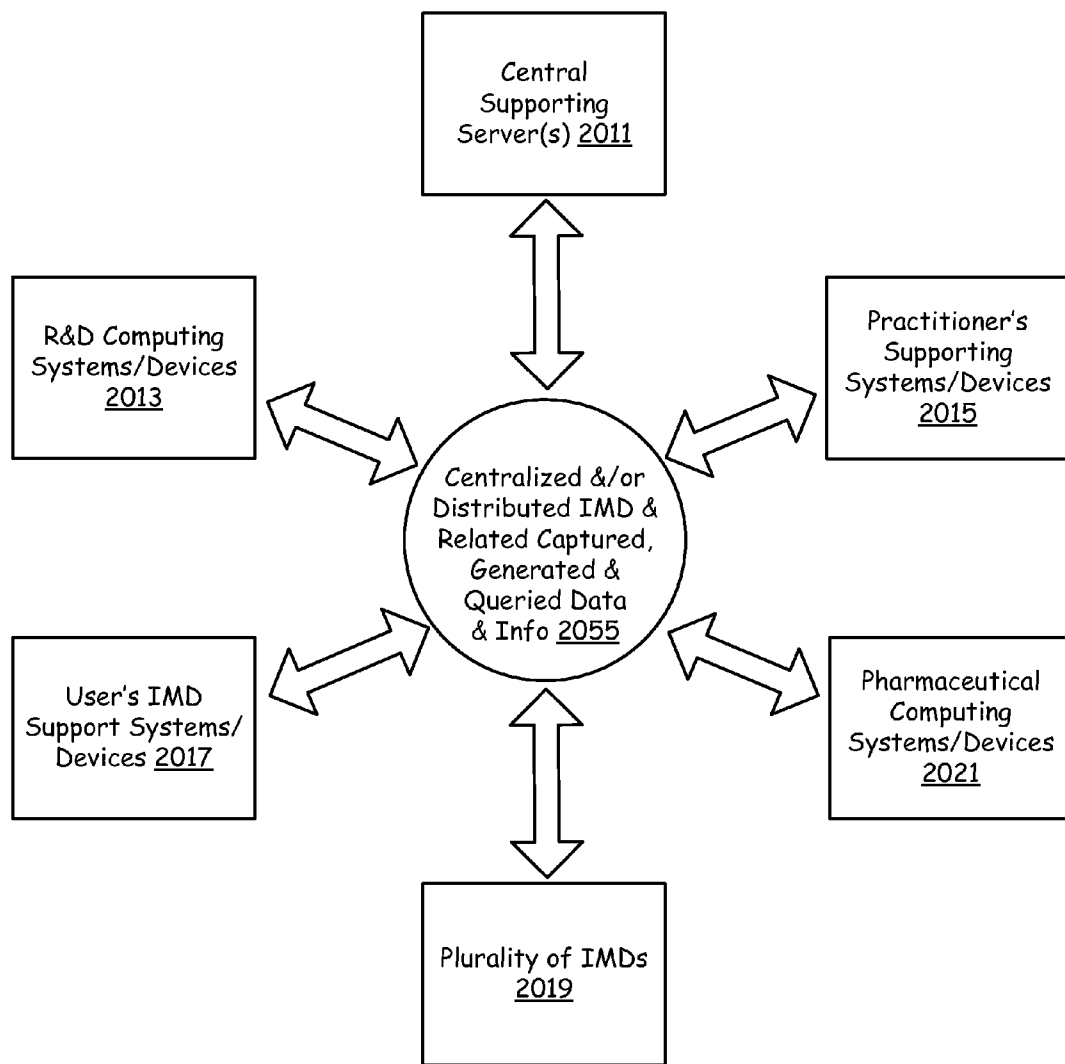 Central
Supporting
Server(s) 2011
R&D Computing
Systems/Devices
2013
Practitioner's
Supporting
Systems/Devices
2015
Centralized &/or
Distributed IMD &
Related Captured,
Generated &
Queried Data
& Info 2055
User's IMD
Support Systems/
Devices 2017
Pharmaceutical
Computing
Systems/Devices
2021
Plurality of IMDs
2019